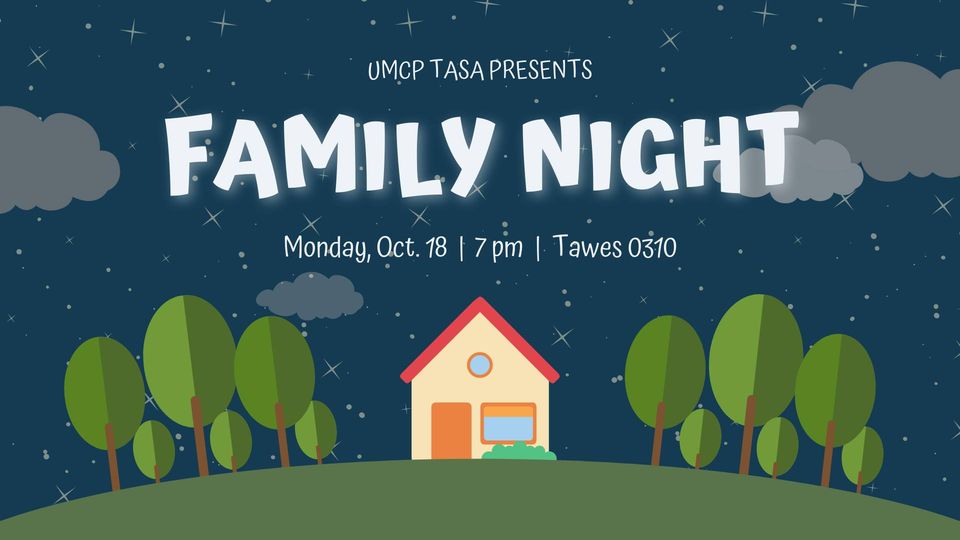 UMCP TASA PRESENTS
FAMILY NIGHT
Monday, Oct. 18 | 7 pm | Tawes 0310